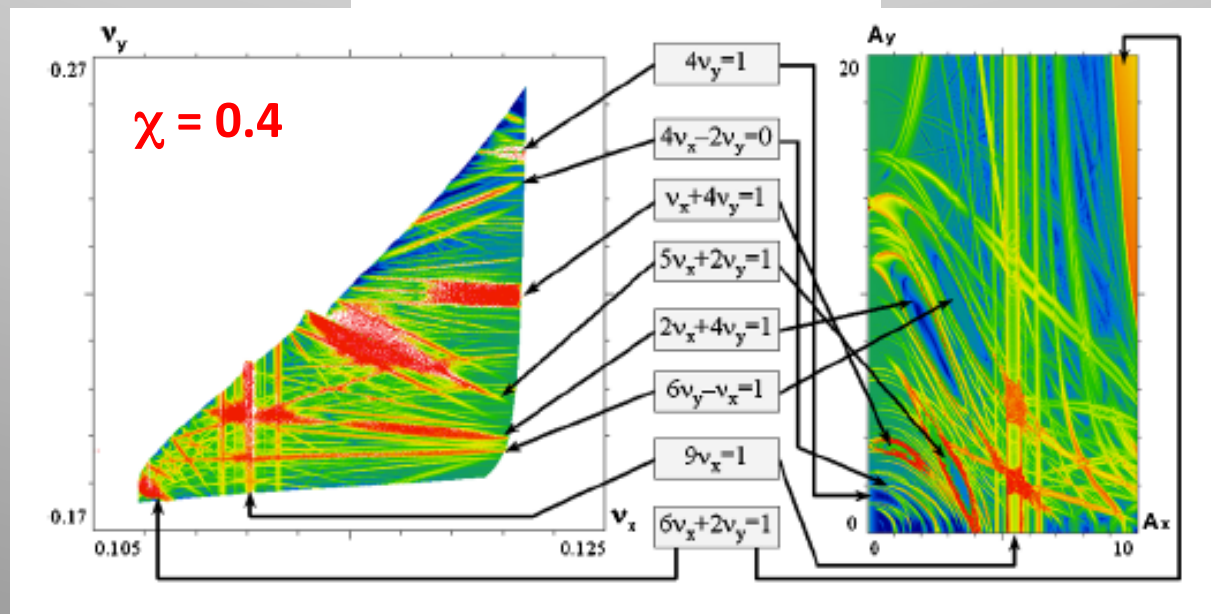 ν_y
0.27
χ = 0.4
0.17
0.105
0.125
ν_x
4ν_y=1
4ν_x−2ν_y=0
ν_x+4ν_y=1
5ν_x+2ν_y=1
2ν_x+4ν_y=1
6ν_y−ν_x=1
9ν_x=1
6ν_x+2ν_y=1
A_y
20
0
0
10
A_x